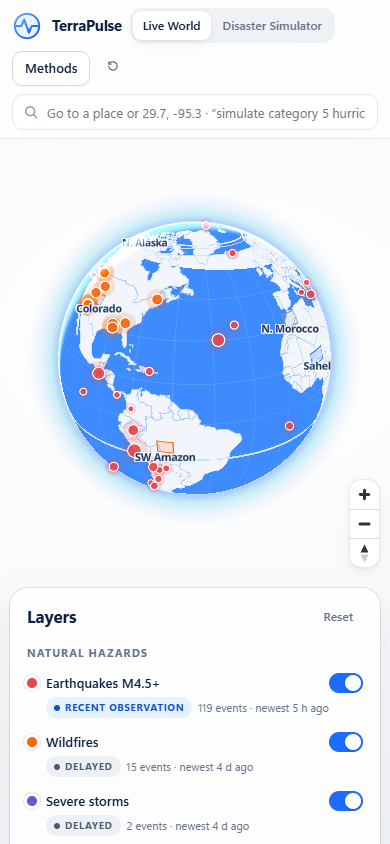 TerraPulse
Live World
Disaster Simulator
Methods
Go to a place or 29.7, -95.3 · “simulate category 5 hurric
N. Alaska
Colorado
N. Morocco
Sahel
SW Amazon
Layers
Reset
NATURAL HAZARDS
Earthquakes M4.5+
RECENT OBSERVATION 119 events · newest 5 h ago
Wildfires
DELAYED 15 events · newest 4 d ago
Severe storms
DELAYED 2 events · newest 4 d ago